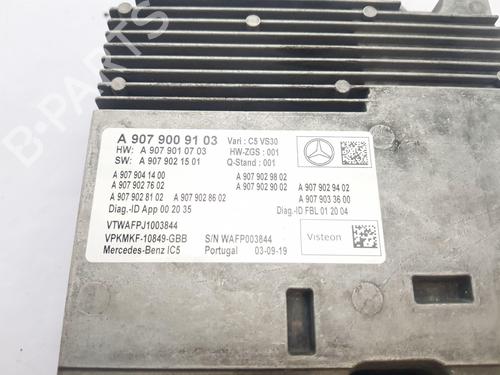 B-PARTS
A 907 900 91 03 Vari : C5 VS30
HW: A 907 901 07 03 HW-ZGS : 001
SW: A 907 902 15 01 Q-Stand : 001
A 907 904 14 00 A 907 902 98 02
A 907 902 76 02 A 907 902 90 02 A 907 902 94 02
A 907 902 81 02 A 907 902 86 02 A 907 903 36 00
Diag.-ID App 00 20 35 Diag.-ID FBL 01 20 04
VTWAFPJ1003844
VPKMKF-10849-GBB S/N WAFP003844 Visteon
Mercedes-Benz IC5 Portugal 03-09-19